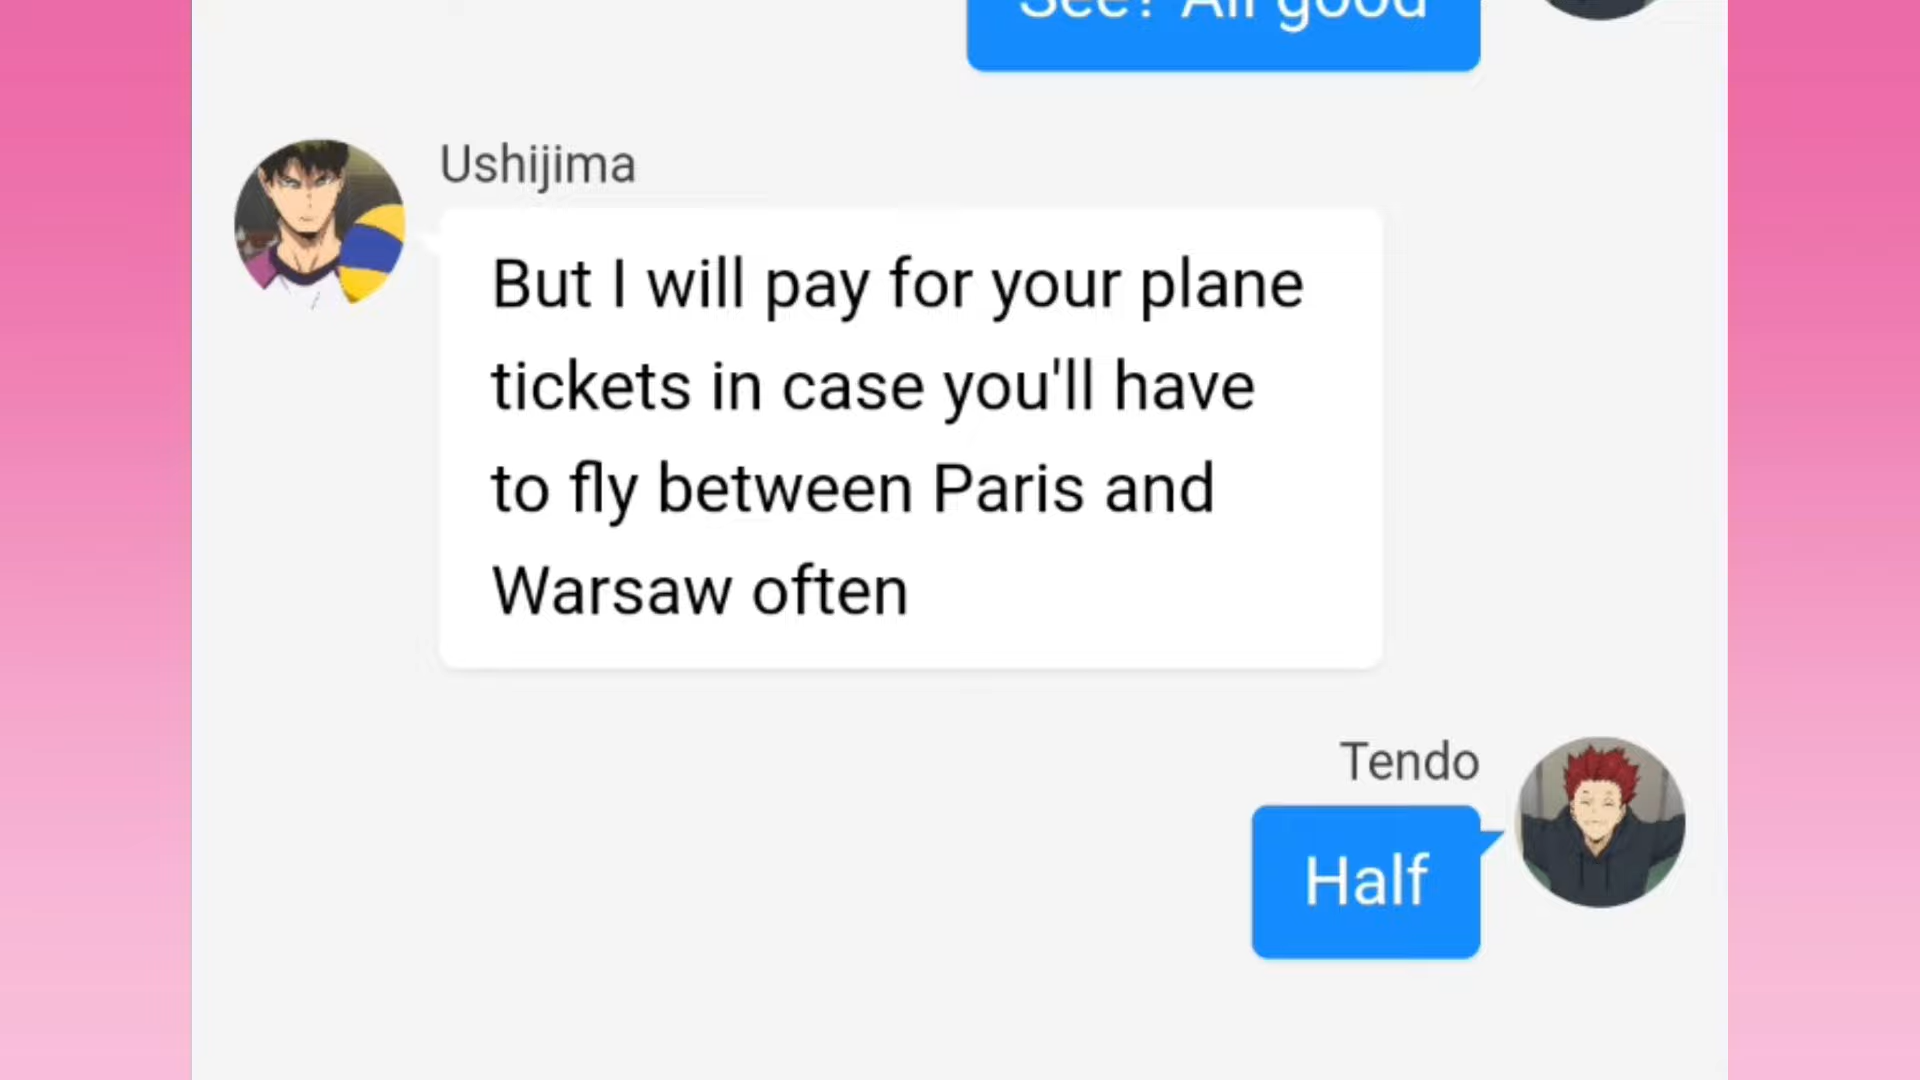 See? All good
Ushijima
But I will pay for your plane
tickets in case you'll have
to fly between Paris and
Warsaw often
Tendo
Half